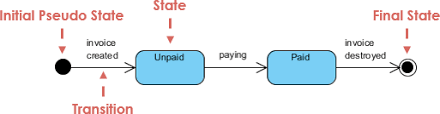 Initial Pseudo State
State
Final State
invoice
created
Unpaid
paying
Paid
invoice
destroyed
Transition